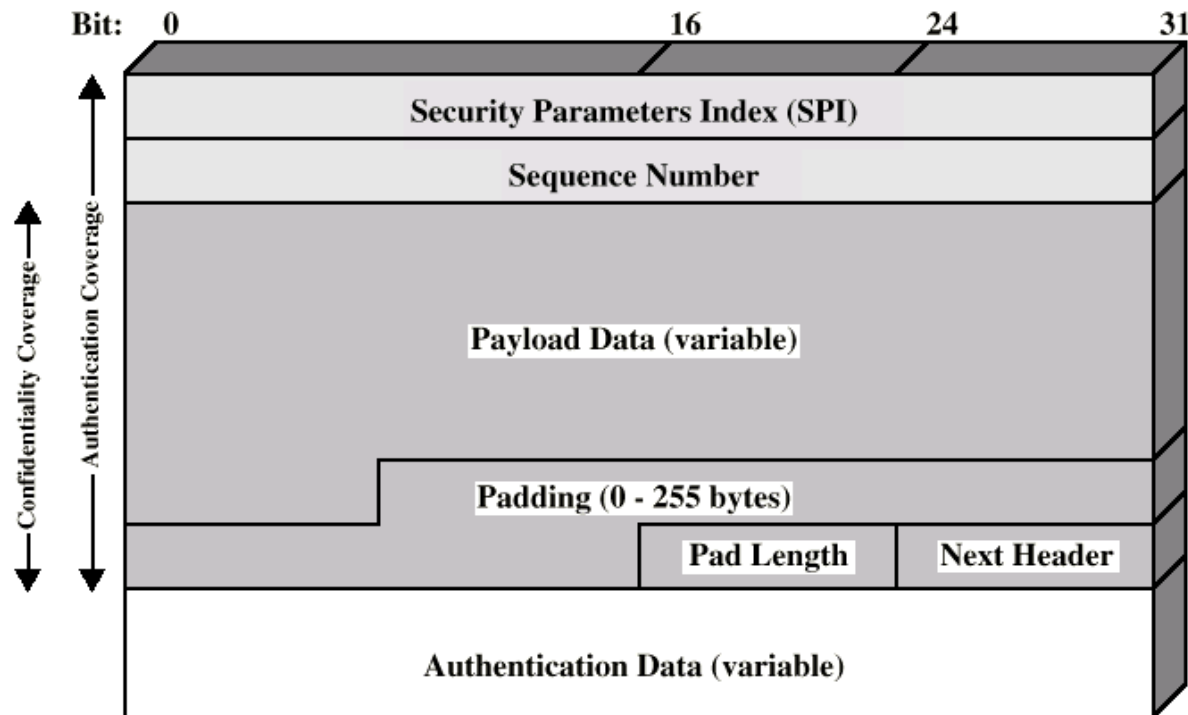 Bit: 0 16 24 31
Security Parameters Index (SPI)
Sequence Number
Confidentiality Coverage
Authentication Coverage
Payload Data (variable)
Padding (0 - 255 bytes)
Pad Length Next Header
Authentication Data (variable)